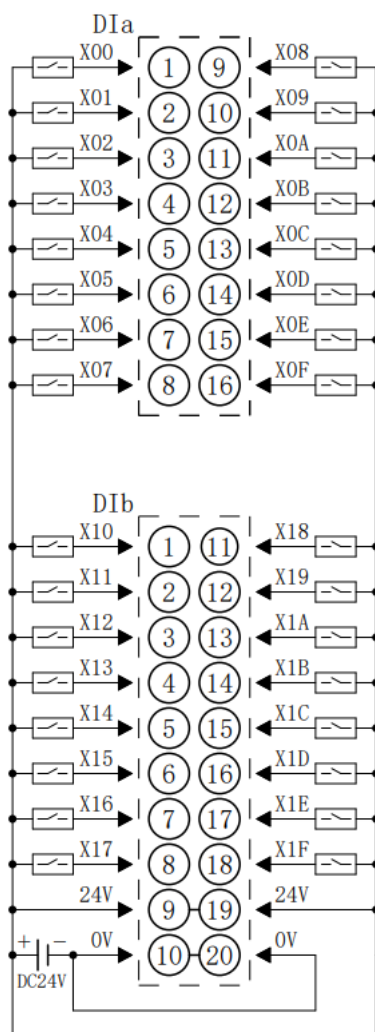 DIa
X00 1 9 X08
X01 2 10 X09
X02 3 11 X0A
X03 4 12 X0B
X04 5 13 X0C
X05 6 14 X0D
X06 7 15 X0E
X07 8 16 X0F
DIb
X10 1 11 X18
X11 2 12 X19
X12 3 13 X1A
X13 4 14 X1B
X14 5 15 X1C
X15 6 16 X1D
X16 7 17 X1E
X17 8 18 X1F
24V 9 19 24V
+ - 0V 10 20 0V
DC24V